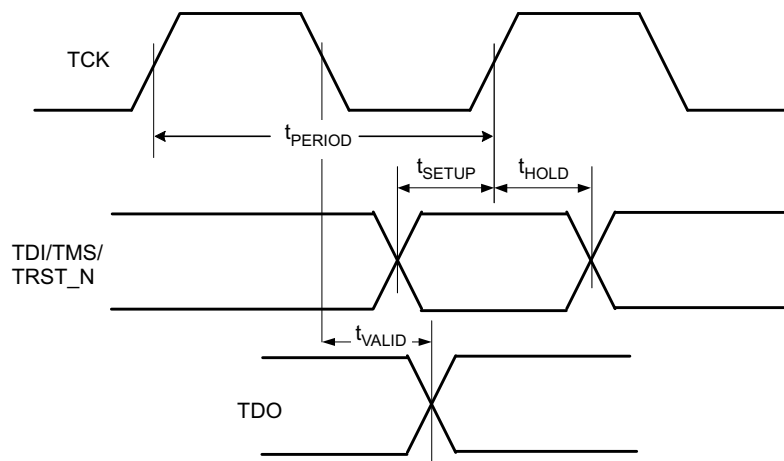 TCK
tPERIOD
tSETUP
tHOLD
TDI/TMS/
TRST_N
tVALID
TDO